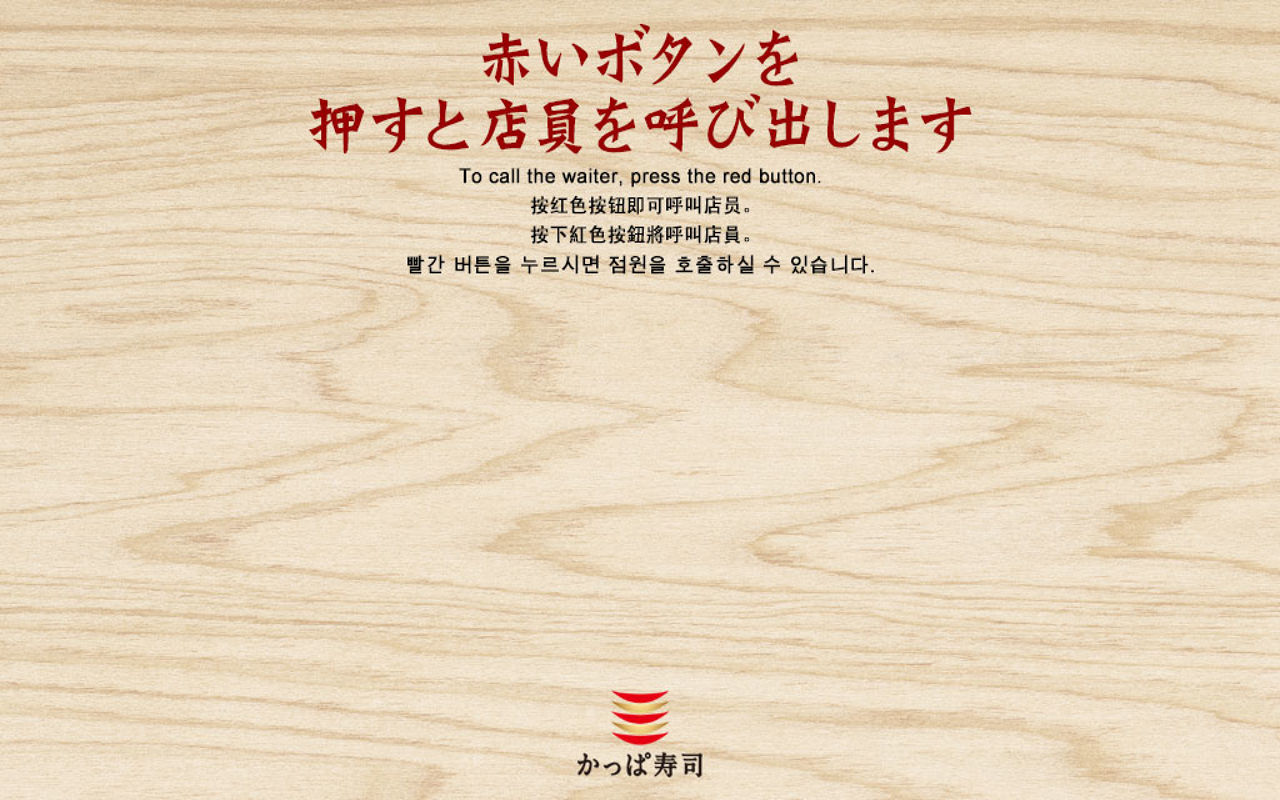 赤いボタンを
押すと店員を呼び出します
To call the waiter, press the red button.
按红色按钮即可呼叫店员。
按下紅色按鈕將呼叫店員。
빨간 버튼을 누르시면 점원을 호출하실 수 있습니다.
かっぱ寿司